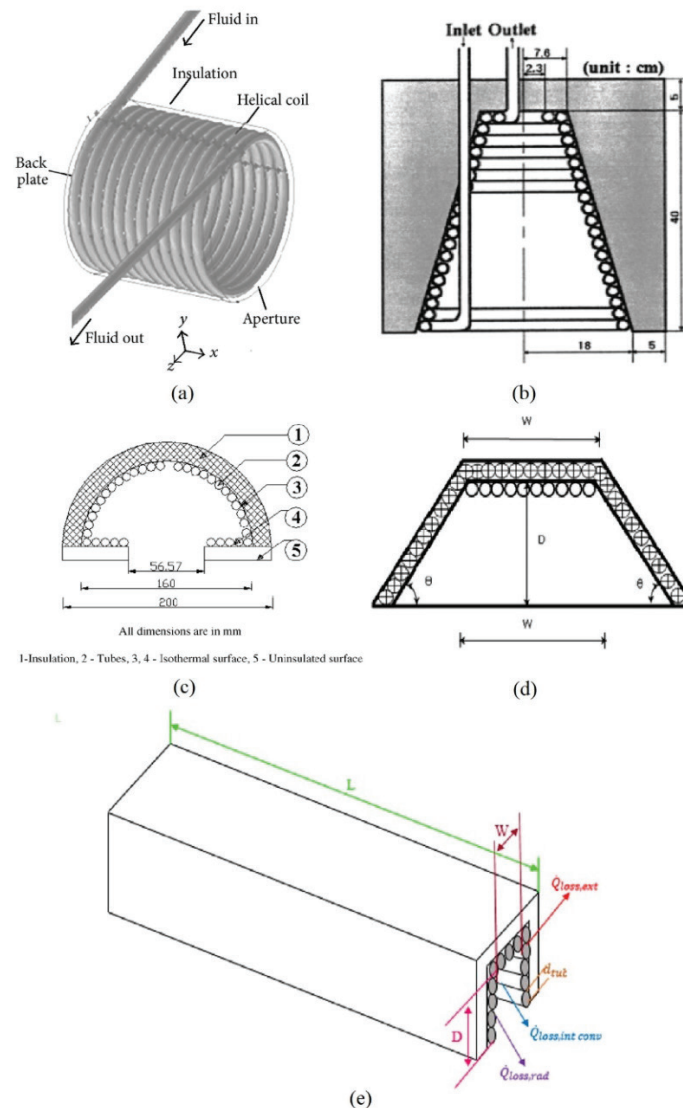 Fluid in
Insulation
Helical coil
Back
plate
Aperture
Fluid out
y
x
z
(a)
Inlet Outlet
7.6
2.3
(unit : cm)
5
40
18
5
(b)
1
2
3
4
5
56.57
160
200
All dimensions are in mm
1-Insulation, 2 - Tubes, 3, 4 - Isothermal surface, 5 - Uninsulated surface
(c)
W
D
θ
θ
W
(d)
L
L
W
Q̇loss,ext
dtut
D
Q̇loss,int conv
Q̇loss,rad
(e)